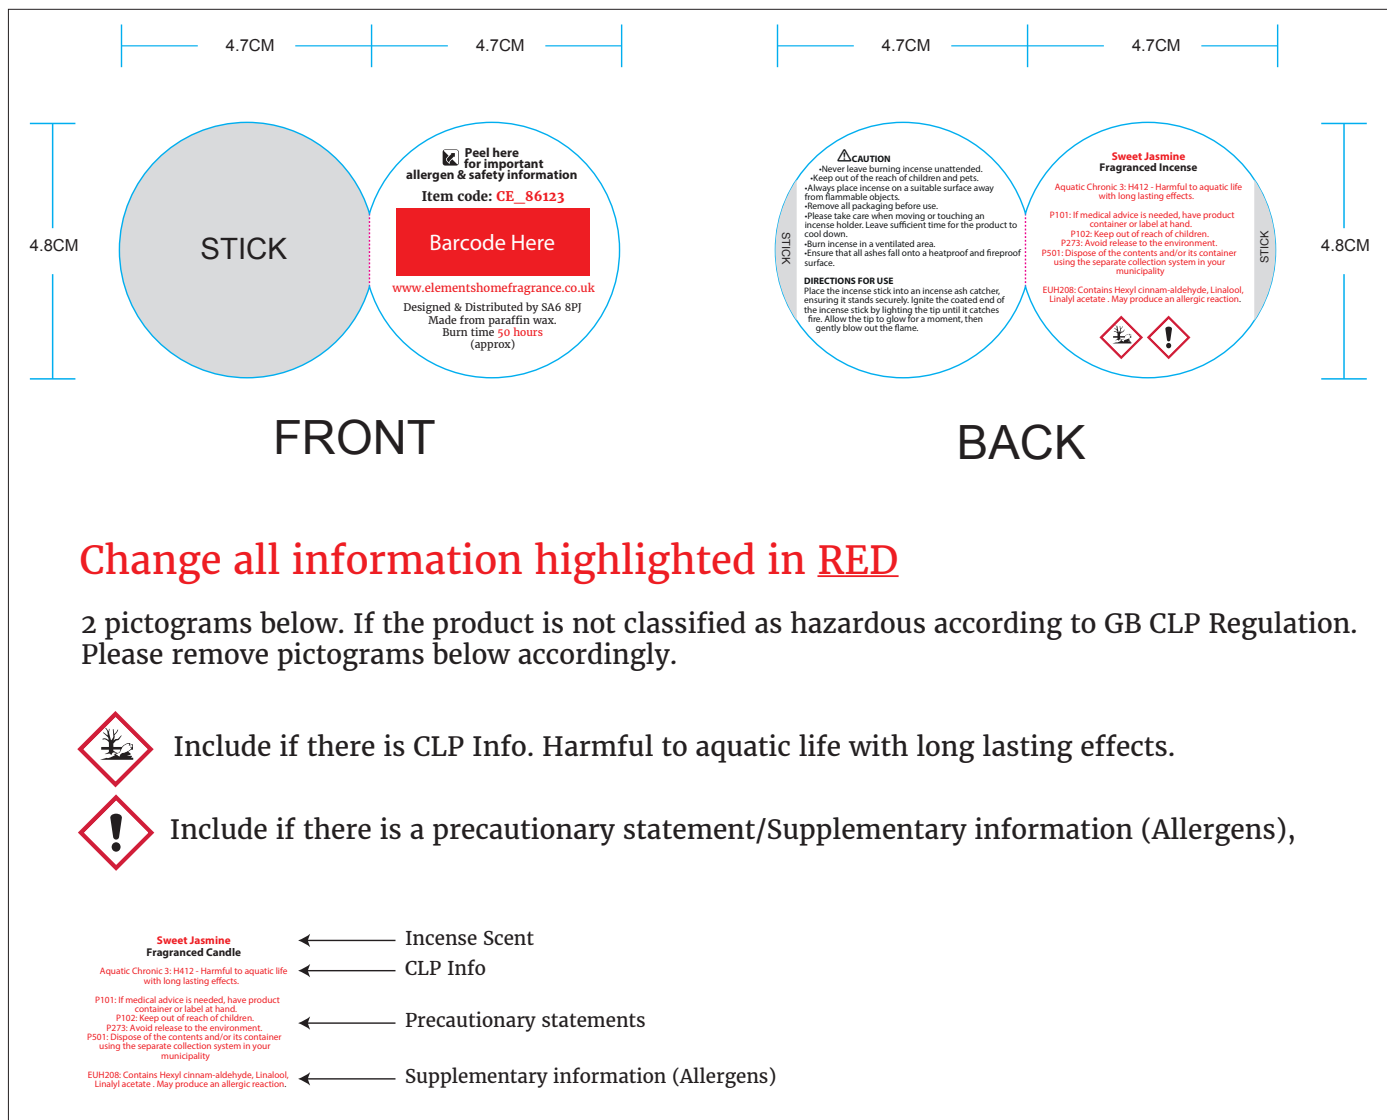 4.7CM
4.7CM
4.7CM
4.7CM
4.8CM
STICK
Peel here
for important
allergen & safety information
Item code: CE_86123
Barcode Here
www.elementshomefragrance.co.uk
Designed & Distributed by SA6 8PJ
Made from paraffin wax.
Burn time 50 hours
(approx)
STICK
CAUTION
•Never leave burning incense unattended.
•Keep out of the reach of children and pets.
•Always place incense on a suitable surface away
from flammable objects.
•Remove all packaging before use.
•Please take care when moving or touching an
incense holder. Leave sufficient time for the product to
cool down.
•Burn incense in a ventilated area.
•Ensure that all ashes fall onto a heatproof and fireproof
surface.
DIRECTIONS FOR USE
Place the incense stick into an incense ash catcher,
ensuring it stands securely. Ignite the coated end of
the incense stick by lighting the tip until it catches
fire. Allow the tip to glow for a moment, then
gently blow out the flame.
Sweet Jasmine
Fragranced Incense
Aquatic Chronic 3: H412 - Harmful to aquatic life
with long lasting effects.
P101: If medical advice is needed, have product
container or label at hand.
P102: Keep out of reach of children.
P273: Avoid release to the environment.
P501: Dispose of the contents and/or its container
using the separate collection system in your
municipality
EUH208: Contains Hexyl cinnam-aldehyde, Linalool,
Linalyl acetate . May produce an allergic reaction.
STICK
4.8CM
FRONT
BACK
Change all information highlighted in RED
2 pictograms below. If the product is not classified as hazardous according to GB CLP Regulation.
Please remove pictograms below accordingly.
Include if there is CLP Info. Harmful to aquatic life with long lasting effects.
Include if there is a precautionary statement/Supplementary information (Allergens),
Sweet Jasmine
Fragranced Candle
Incense Scent
Aquatic Chronic 3: H412 - Harmful to aquatic life
with long lasting effects.
CLP Info
P101: If medical advice is needed, have product
container or label at hand.
P102: Keep out of reach of children.
P273: Avoid release to the environment.
P501: Dispose of the contents and/or its container
using the separate collection system in your
municipality
Precautionary statements
EUH208: Contains Hexyl cinnam-aldehyde, Linalool,
Linalyl acetate . May produce an allergic reaction.
Supplementary information (Allergens)